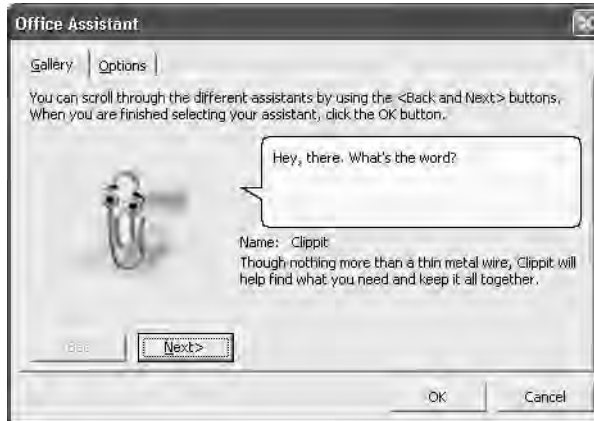 Office Assistant
Gallery
Options
You can scroll through the different assistants by using the <Back and Next> buttons.
When you are finished selecting your assistant, click the OK button.
Hey, there. What's the word?
Name: Clippit
Though nothing more than a thin metal wire, Clippit will
help find what you need and keep it all together.
Next>
OK
Cancel